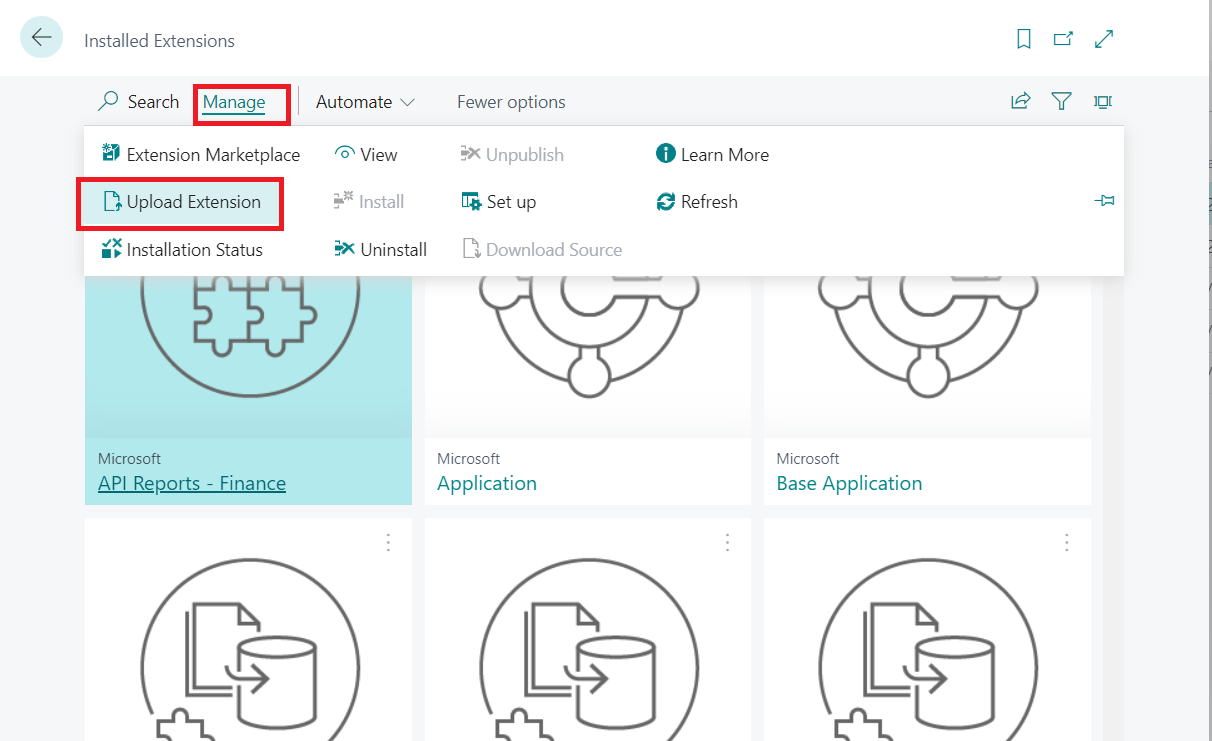 Installed Extensions
Search Manage Automate Fewer options
Extension Marketplace View Unpublish Learn More
Upload Extension Install Set up Refresh
Installation Status Uninstall Download Source
Microsoft Microsoft Microsoft
API Reports - Finance Application Base Application